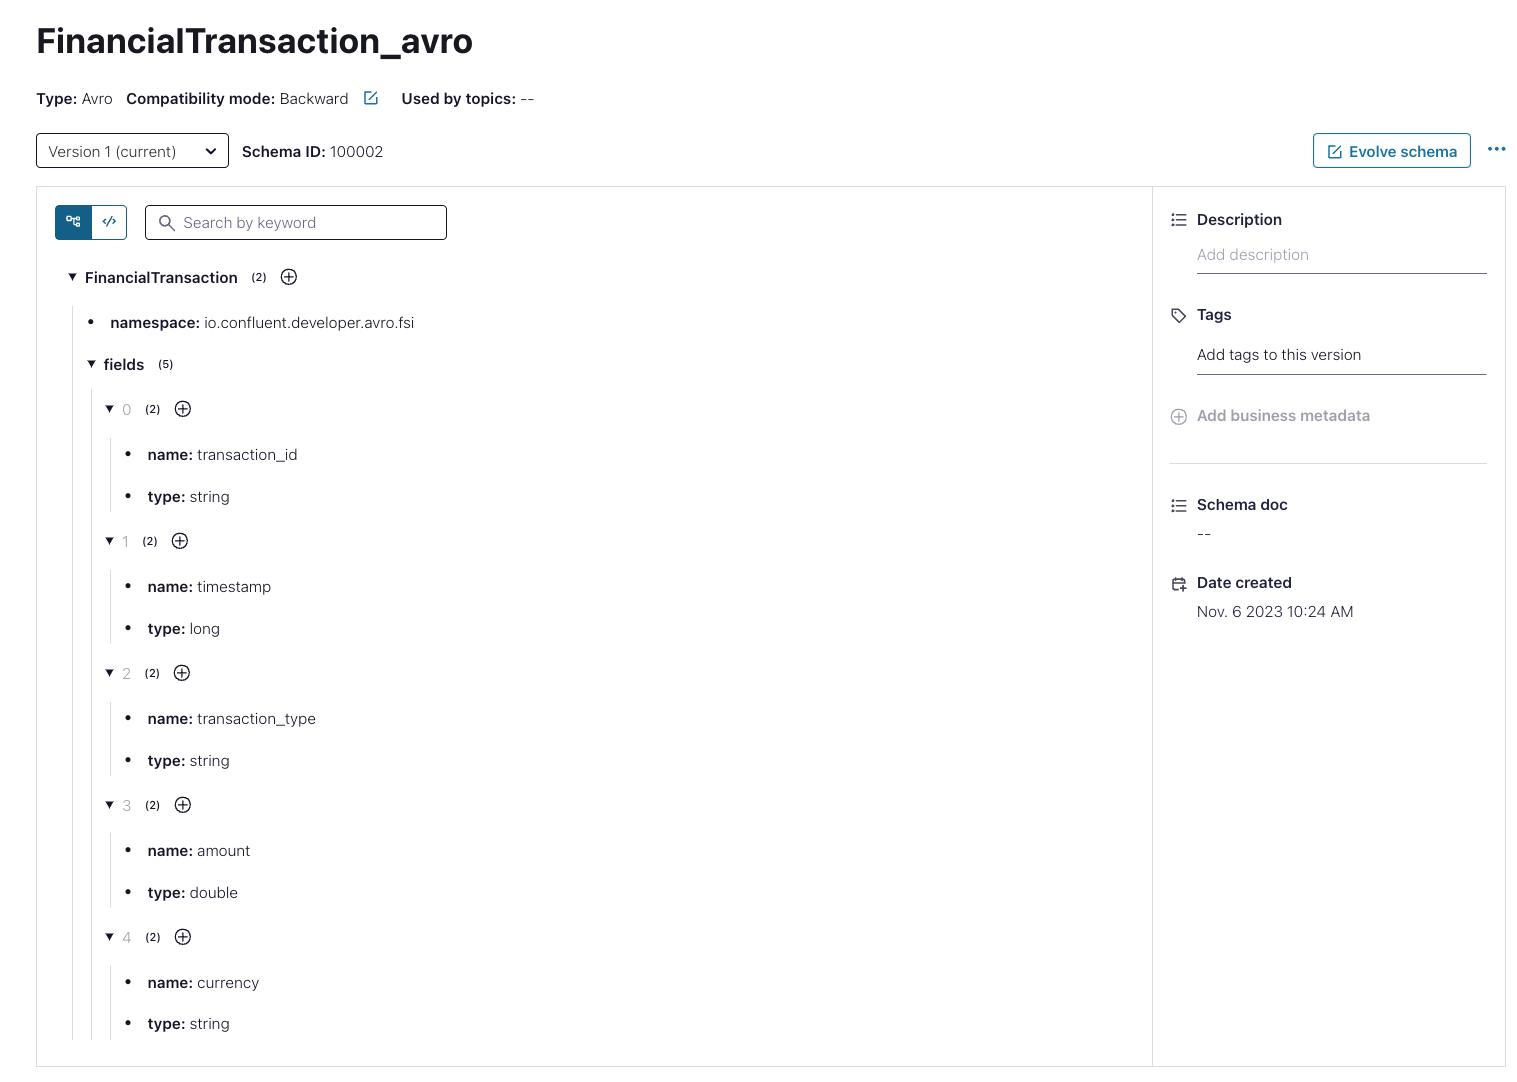 FinancialTransaction_avro
Type: Avro Compatibility mode: Backward Used by topics: --
Version 1 (current) Schema ID: 100002
Evolve schema
Search by keyword
FinancialTransaction (2)
namespace: io.confluent.developer.avro.fsi
fields (5)
0 (2)
name: transaction_id
type: string
1 (2)
name: timestamp
type: long
2 (2)
name: transaction_type
type: string
3 (2)
name: amount
type: double
4 (2)
name: currency
type: string
Description
Add description
Tags
Add tags to this version
Add business metadata
Schema doc
--
Date created
Nov. 6 2023 10:24 AM